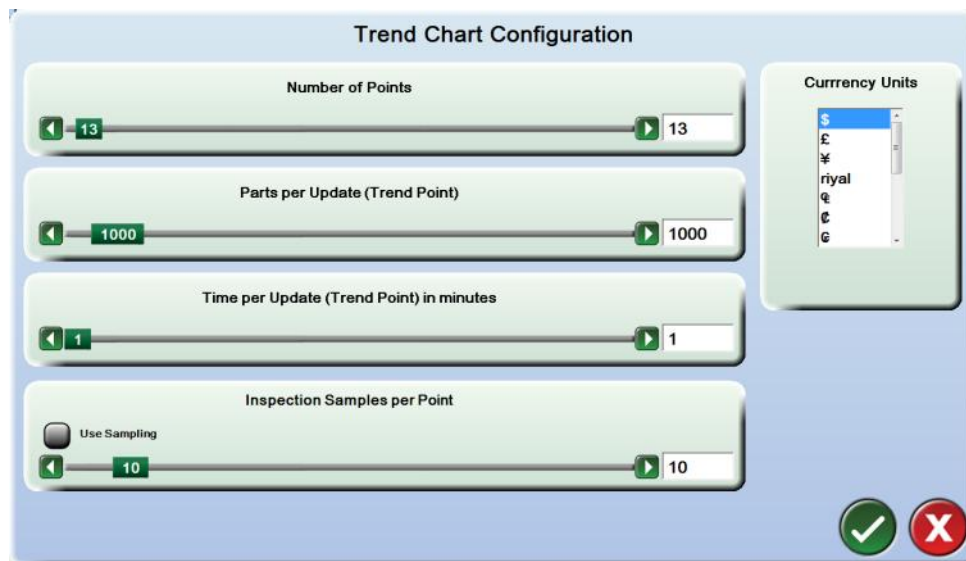 Trend Chart Configuration
Number of Points
13
13
Parts per Update (Trend Point)
1000
1000
Time per Update (Trend Point) in minutes
1
1
Inspection Samples per Point
Use Sampling
10
10
Currrency Units
$
£
¥
riyal
₠
₡
₢